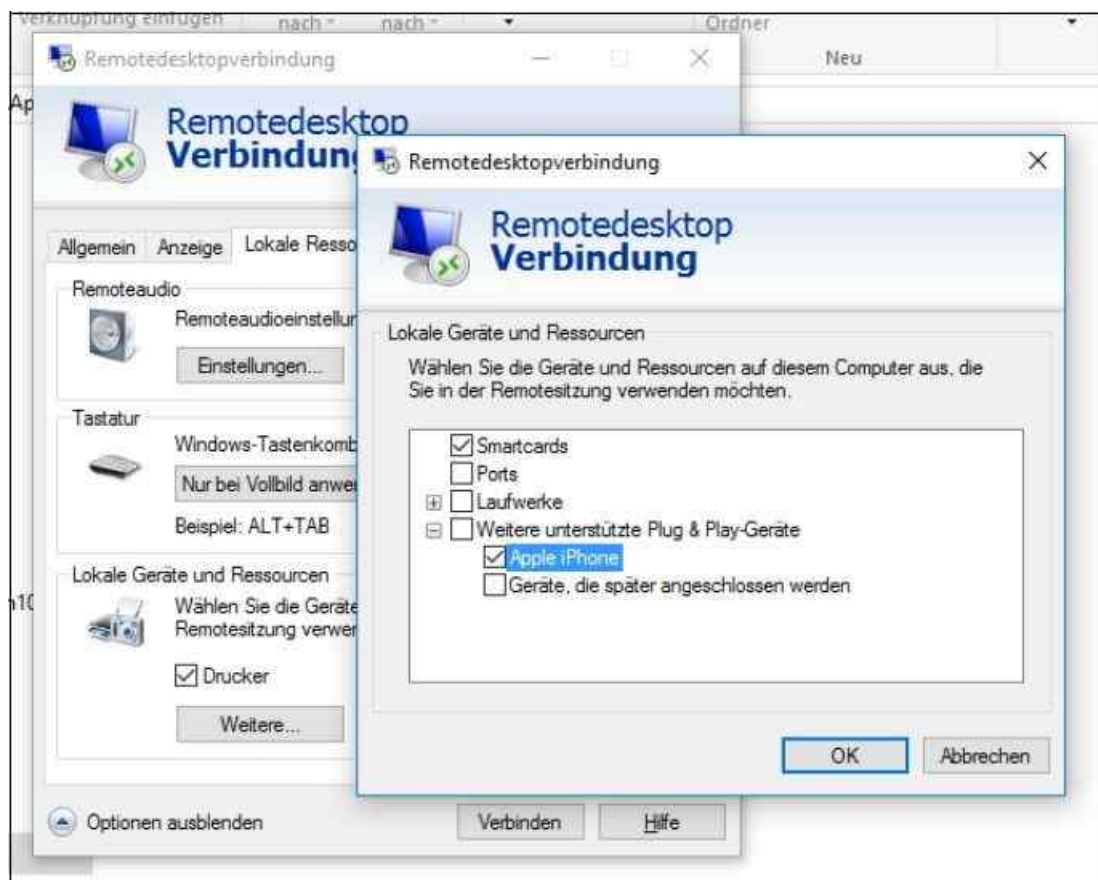 Verknüpfung einfügen
nach
nach
Ordner
Neu
Remotedesktopverbindung
Ap
Remotedesktop
Verbindung
Allgemein
Anzeige
Lokale Resso
Remoteaudio
Remoteaudioeinstellun
Einstellungen...
Tastatur
Windows-Tastenkomb
Nur bei Vollbild anwe
Beispiel: ALT+TAB
Lokale Geräte und Ressourcen
Wählen Sie die Geräte
Remotesitzung verwer
Drucker
Weitere...
Optionen ausblenden
Verbinden
Hilfe
n10
Remotedesktopverbindung
Remotedesktop
Verbindung
Lokale Geräte und Ressourcen
Wählen Sie die Geräte und Ressourcen auf diesem Computer aus, die
Sie in der Remotesitzung verwenden möchten.
Smartcards
Ports
Laufwerke
Weitere unterstützte Plug & Play-Geräte
Apple iPhone
Geräte, die später angeschlossen werden
OK
Abbrechen